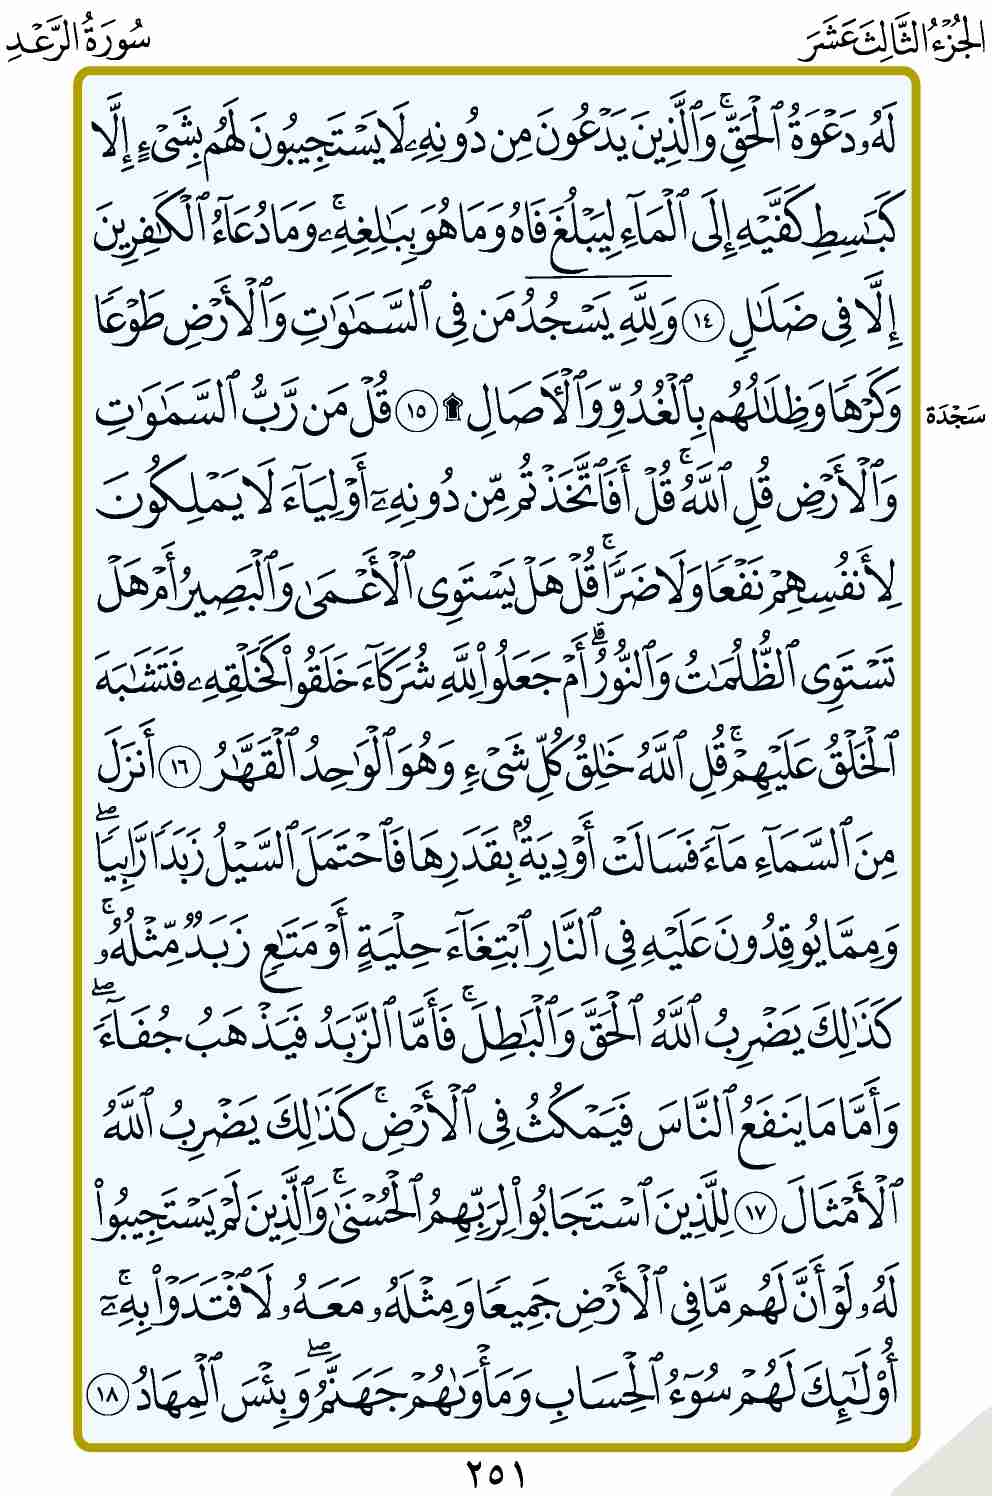 الجُزْءُ الثَّالِثَ عَشَرَ
سُورَةُ الرَّعْدِ
لَهُۥ دَعْوَةُ ٱلْحَقِّۚ وَٱلَّذِينَ يَدْعُونَ مِن دُونِهِۦ لَا يَسْتَجِيبُونَ لَهُم بِشَىْءٍ إِلَّا
كَبَـٰسِطِ كَفَّيْهِ إِلَى ٱلْمَآءِ لِيَبْلُغَ فَاهُ وَمَا هُوَ بِبَـٰلِغِهِۦۚ وَمَا دُعَآءُ ٱلْكَـٰفِرِينَ
إِلَّا فِى ضَلَـٰلٍ ١٤ وَلِلَّهِ يَسْجُدُ مَن فِى ٱلسَّمَـٰوَٰتِ وَٱلْأَرْضِ طَوْعًا
وَكَرْهًا وَظِلَـٰلُهُم بِٱلْغُدُوِّ وَٱلْـَٔاصَالِ ۩ ١٥ قُلْ مَن رَّبُّ ٱلسَّمَـٰوَٰتِ
سَجْدَة
وَٱلْأَرْضِ قُلِ ٱللَّهُۚ قُلْ أَفَٱتَّخَذْتُم مِّن دُونِهِۦٓ أَوْلِيَآءَ لَا يَمْلِكُونَ
لِأَنفُسِهِمْ نَفْعًا وَلَا ضَرًّاۚ قُلْ هَلْ يَسْتَوِى ٱلْأَعْمَىٰ وَٱلْبَصِيرُ أَمْ هَلْ
تَسْتَوِى ٱلظُّلُمَـٰتُ وَٱلنُّورُۗ أَمْ جَعَلُوا۟ لِلَّهِ شُرَكَآءَ خَلَقُوا۟ كَخَلْقِهِۦ فَتَشَـٰبَهَ
ٱلْخَلْقُ عَلَيْهِمْۚ قُلِ ٱللَّهُ خَـٰلِقُ كُلِّ شَىْءٍ وَهُوَ ٱلْوَٰحِدُ ٱلْقَهَّـٰرُ ١٦ أَنزَلَ
مِنَ ٱلسَّمَآءِ مَآءً فَسَالَتْ أَوْدِيَةٌۢ بِقَدَرِهَا فَٱحْتَمَلَ ٱلسَّيْلُ زَبَدًا رَّابِيًاۖ
وَمِمَّا يُوقِدُونَ عَلَيْهِ فِى ٱلنَّارِ ٱبْتِغَآءَ حِلْيَةٍ أَوْ مَتَـٰعٍ زَبَدٌ مِّثْلُهُۥۚ
كَذَٰلِكَ يَضْرِبُ ٱللَّهُ ٱلْحَقَّ وَٱلْبَـٰطِلَۚ فَأَمَّا ٱلزَّبَدُ فَيَذْهَبُ جُفَآءًۖ
وَأَمَّا مَا يَنفَعُ ٱلنَّاسَ فَيَمْكُثُ فِى ٱلْأَرْضِۚ كَذَٰلِكَ يَضْرِبُ ٱللَّهُ
ٱلْأَمْثَالَ ١٧ لِلَّذِينَ ٱسْتَجَابُوا۟ لِرَبِّهِمُ ٱلْحُسْنَىٰۚ وَٱلَّذِينَ لَمْ يَسْتَجِيبُوا۟
لَهُۥ لَوْ أَنَّ لَهُم مَّا فِى ٱلْأَرْضِ جَمِيعًا وَمِثْلَهُۥ مَعَهُۥ لَٱفْتَدَوْا۟ بِهِۦٓۚ
أُو۟لَـٰٓئِكَ لَهُمْ سُوٓءُ ٱلْحِسَابِ وَمَأْوَىٰهُمْ جَهَنَّمُۖ وَبِئْسَ ٱلْمِهَادُ ١٨
٢٥١